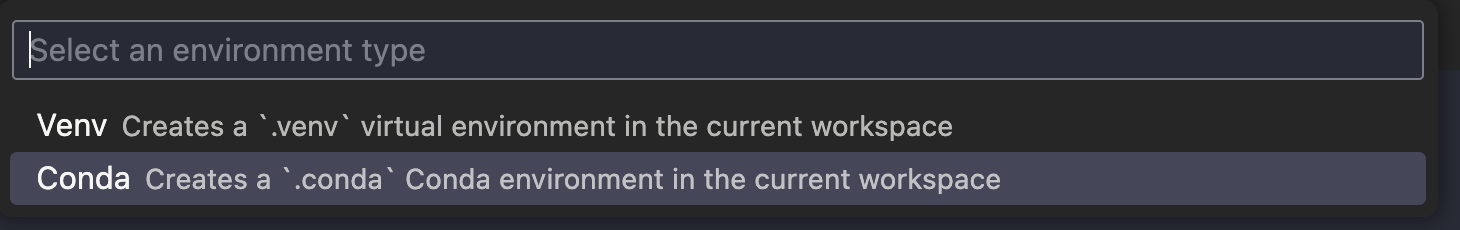 Select an environment type
Venv Creates a `.venv` virtual environment in the current workspace
Conda Creates a `.conda` Conda environment in the current workspace